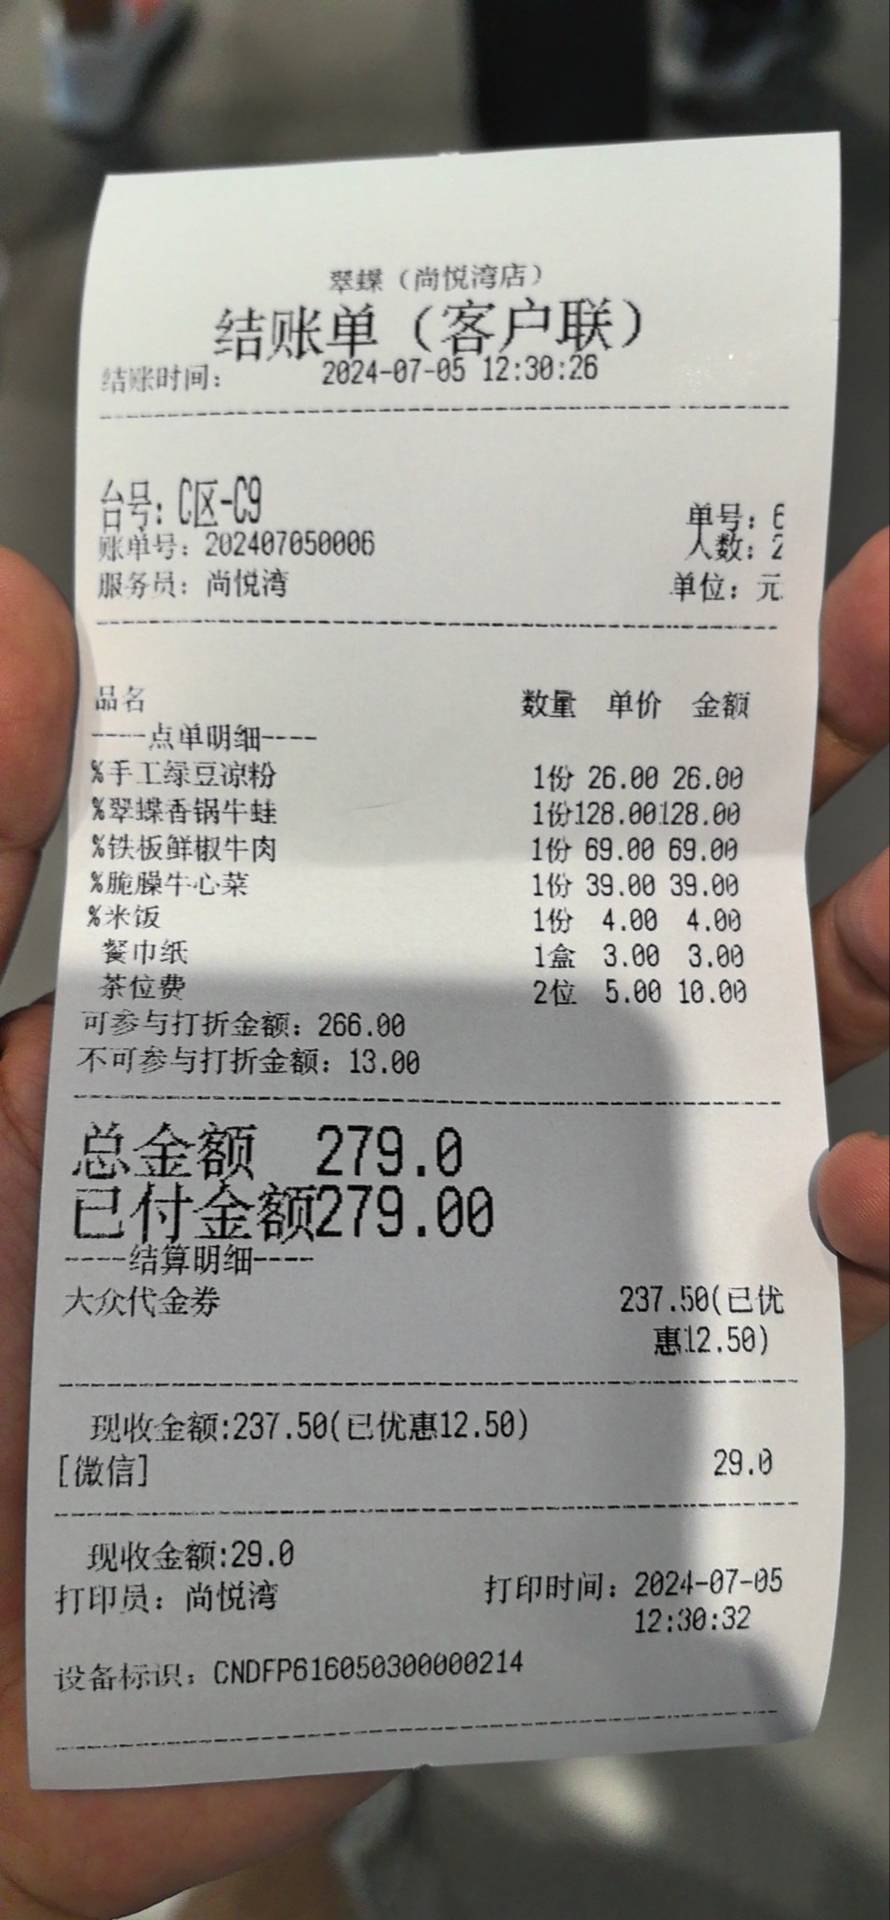 翠蝶（尚悦湾店）
结账单（客户联）
结账时间： 2024-07-05 12:30:26
台号：C区-C9
单号：6
账单号：202407050006
人数：2
服务员：尚悦湾
单位：元
品名 数量 单价 金额
----点单明细----
%手工绿豆凉粉 1份 26.00 26.00
%翠蝶香锅牛蛙 1份128.00128.00
%铁板鲜椒牛肉 1份 69.00 69.00
%脆臊牛心菜 1份 39.00 39.00
%米饭 1份 4.00 4.00
餐巾纸 1盒 3.00 3.00
茶位费 2位 5.00 10.00
可参与打折金额：266.00
不可参与打折金额：13.00
总金额 279.0
已付金额279.00
----结算明细----
大众代金券 237.50(已优
惠12.50)
现收金额:237.50(已优惠12.50)
[微信] 29.0
现收金额:29.0
打印员：尚悦湾 打印时间：2024-07-05
12:30:32
设备标识：CNDFP616050300000214